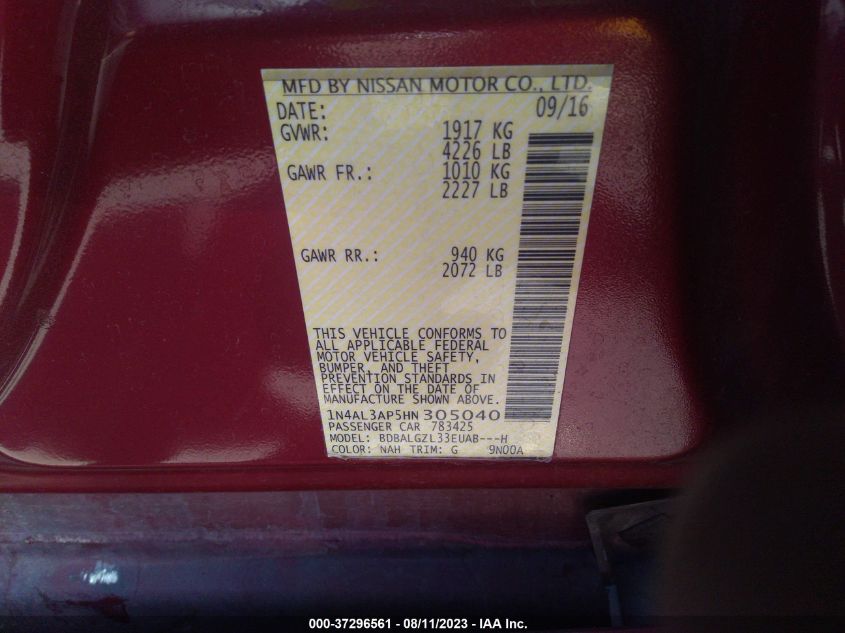 MFD BY NISSAN MOTOR CO., LTD.
DATE: 09/16
GVWR: 1917 KG
4226 LB
GAWR FR.: 1010 KG
2227 LB
GAWR RR.: 940 KG
2072 LB
THIS VEHICLE CONFORMS TO
ALL APPLICABLE FEDERAL
MOTOR VEHICLE SAFETY,
BUMPER, AND THEFT
PREVENTION STANDARDS IN
EFFECT ON THE DATE OF
MANUFACTURE SHOWN ABOVE.
1N4AL3AP5HN 305040
PASSENGER CAR 783425
MODEL: BDBALGZL33EUAB---H
COLOR: NAH TRIM: G 9N00A
000-37296561 - 08/11/2023 - IAA Inc.